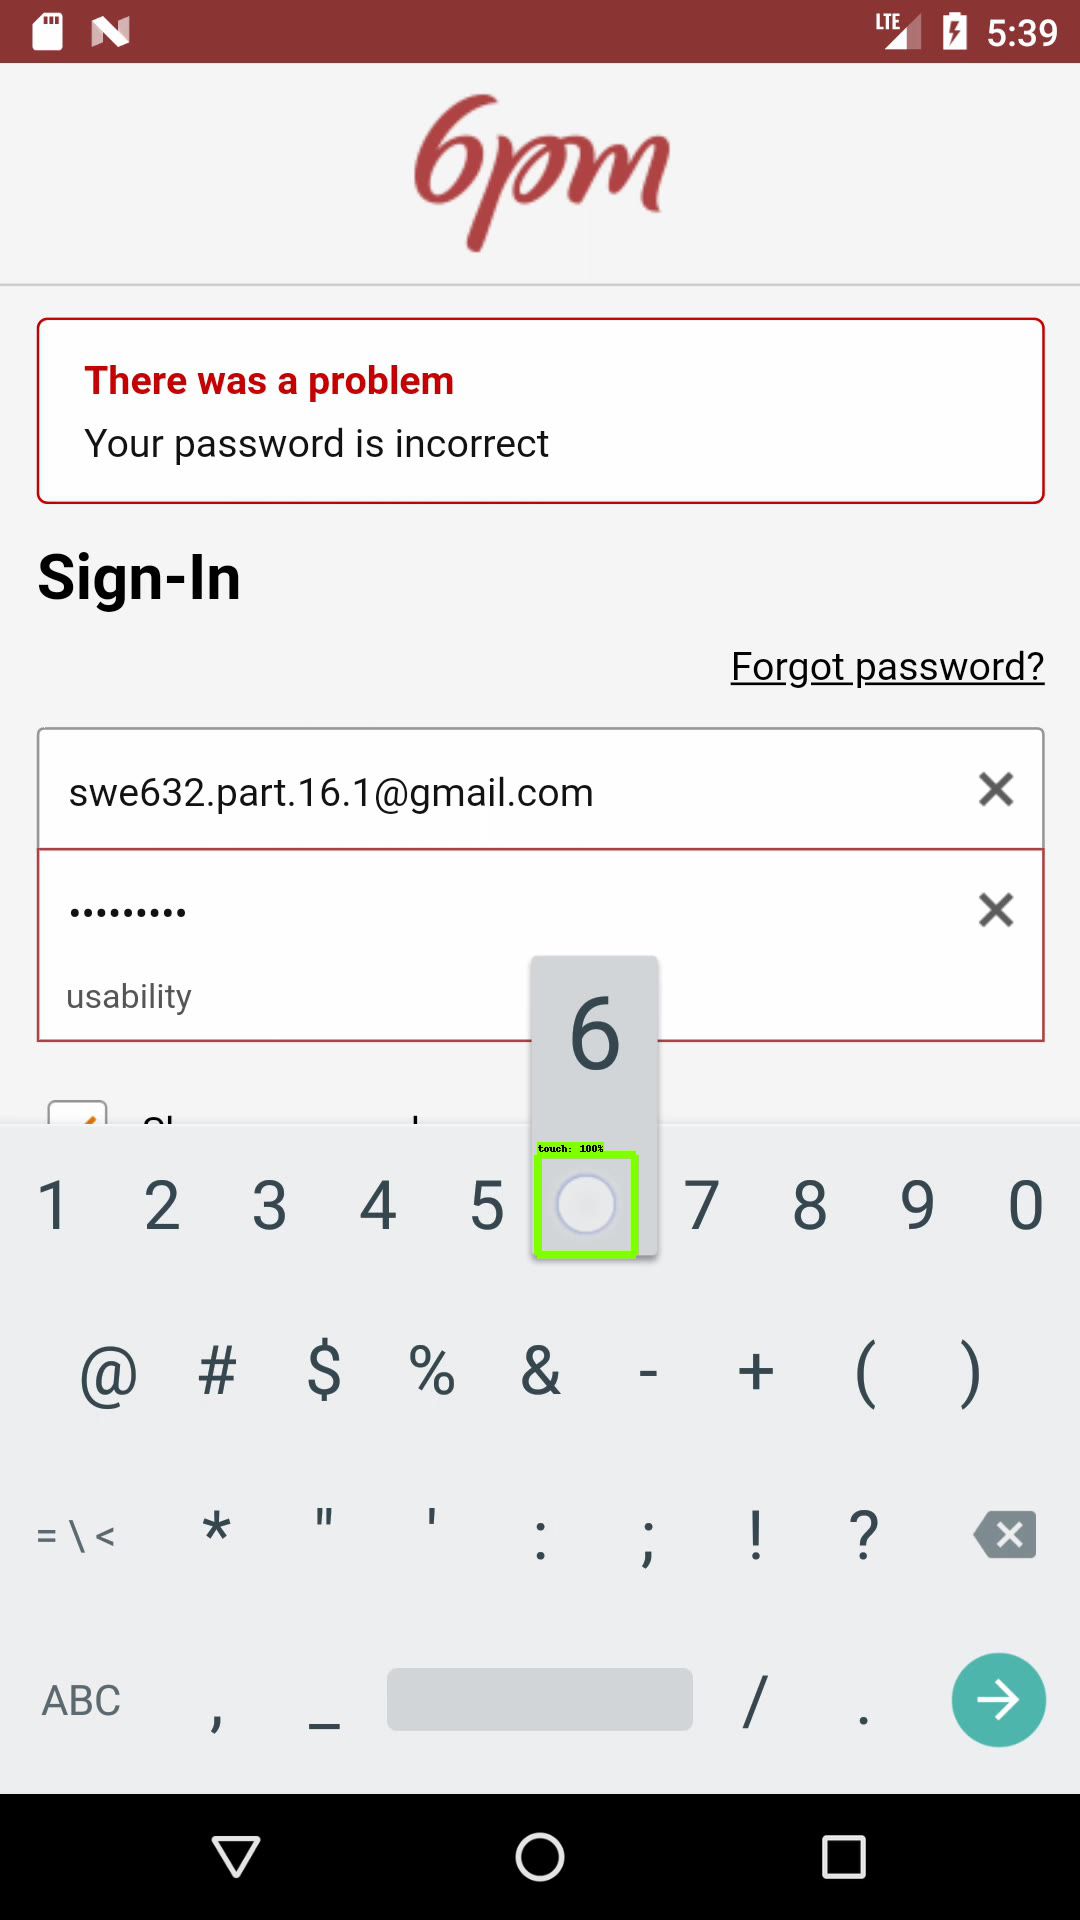 LTE 5:39
6pm
There was a problem
Your password is incorrect
Sign-In
Forgot password?
swe632.part.16.1@gmail.com
•••••••••
usability
6
touch: 100%
1 2 3 4 5 7 8 9 0
@ # $ % & - + ( )
= \ < * " ' : ; ! ?
ABC , _ / .